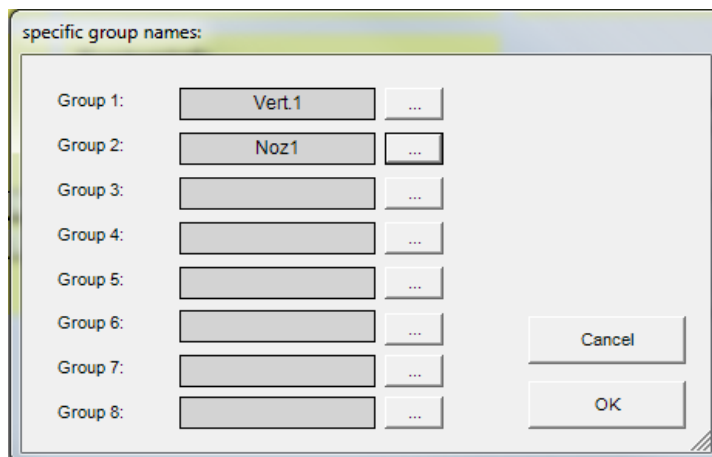 specific group names:
Group 1: Vert.1 ...
Group 2: Noz1 ...
Group 3: ...
Group 4: ...
Group 5: ...
Group 6: ...
Group 7: ...
Group 8: ...
Cancel
OK